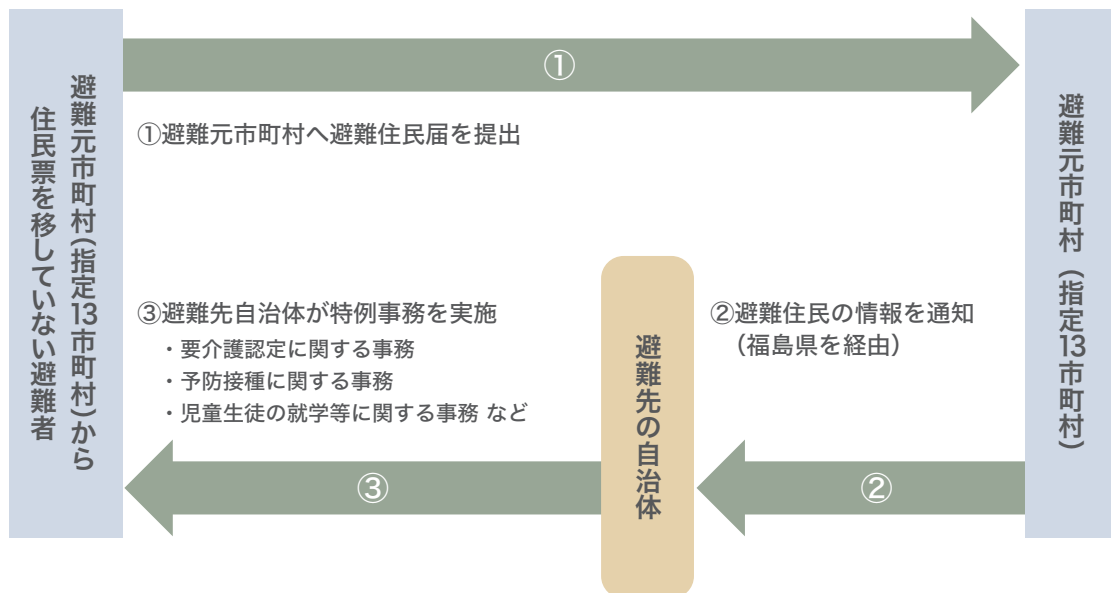 避難元市町村(指定13市町村)から
住民票を移していない避難者
①
①避難元市町村へ避難住民届を提出
避難元市町村(指定13市町村)
③避難先自治体が特例事務を実施
・要介護認定に関する事務
・予防接種に関する事務
・児童生徒の就学等に関する事務 など
③
避難先の自治体
②避難住民の情報を通知
(福島県を経由)
②